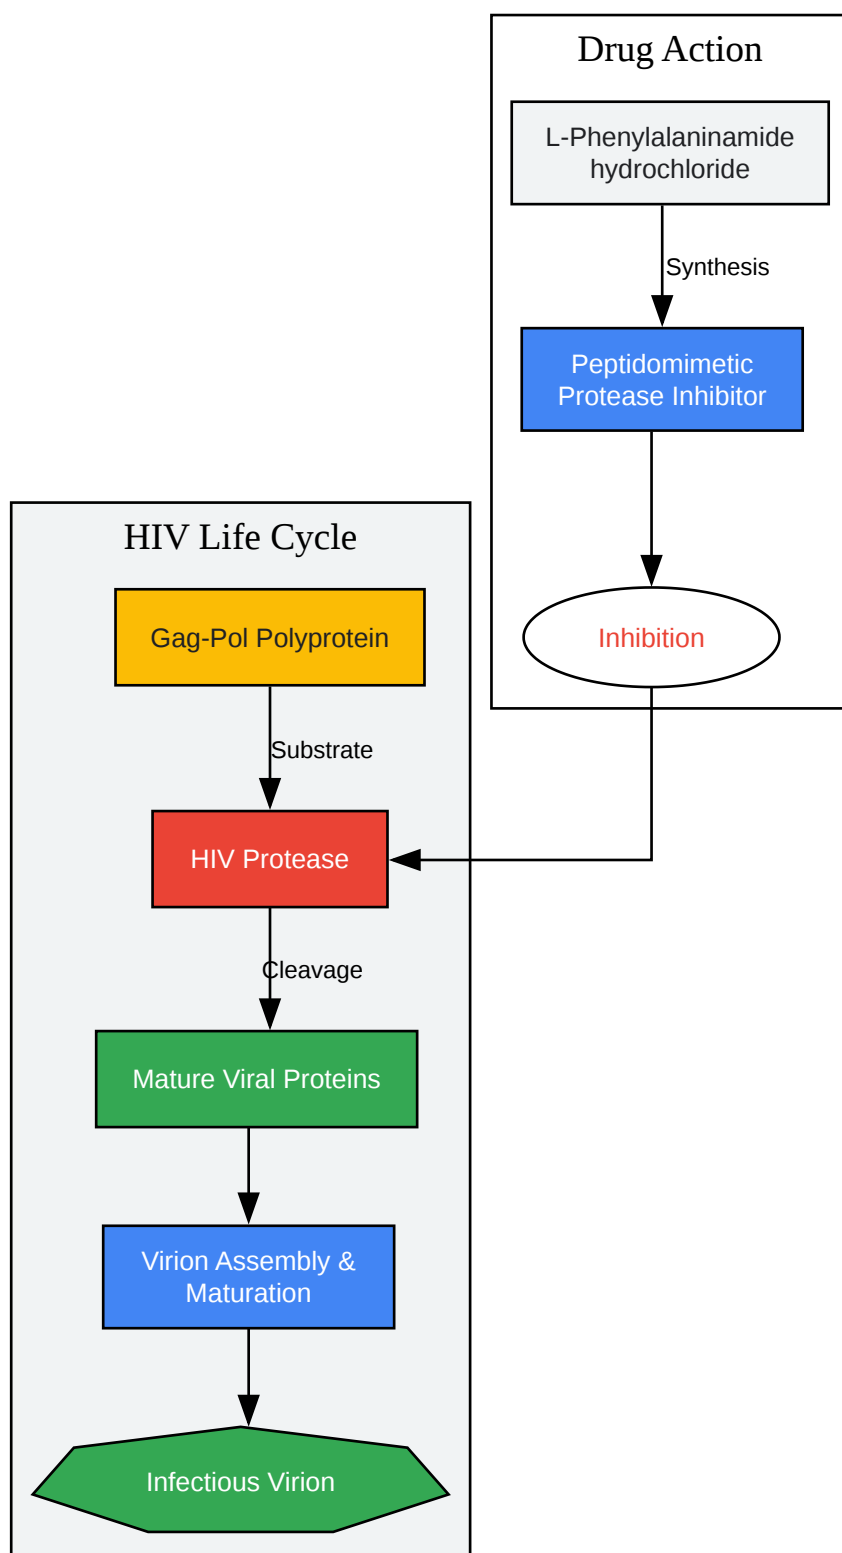 Drug Action
L-Phenylalaninamide
hydrochloride
Synthesis
Peptidomimetic
Protease Inhibitor
Inhibition
HIV Life Cycle
Gag-Pol Polyprotein
Substrate
HIV Protease
Cleavage
Mature Viral Proteins
Virion Assembly &
Maturation
Infectious Virion